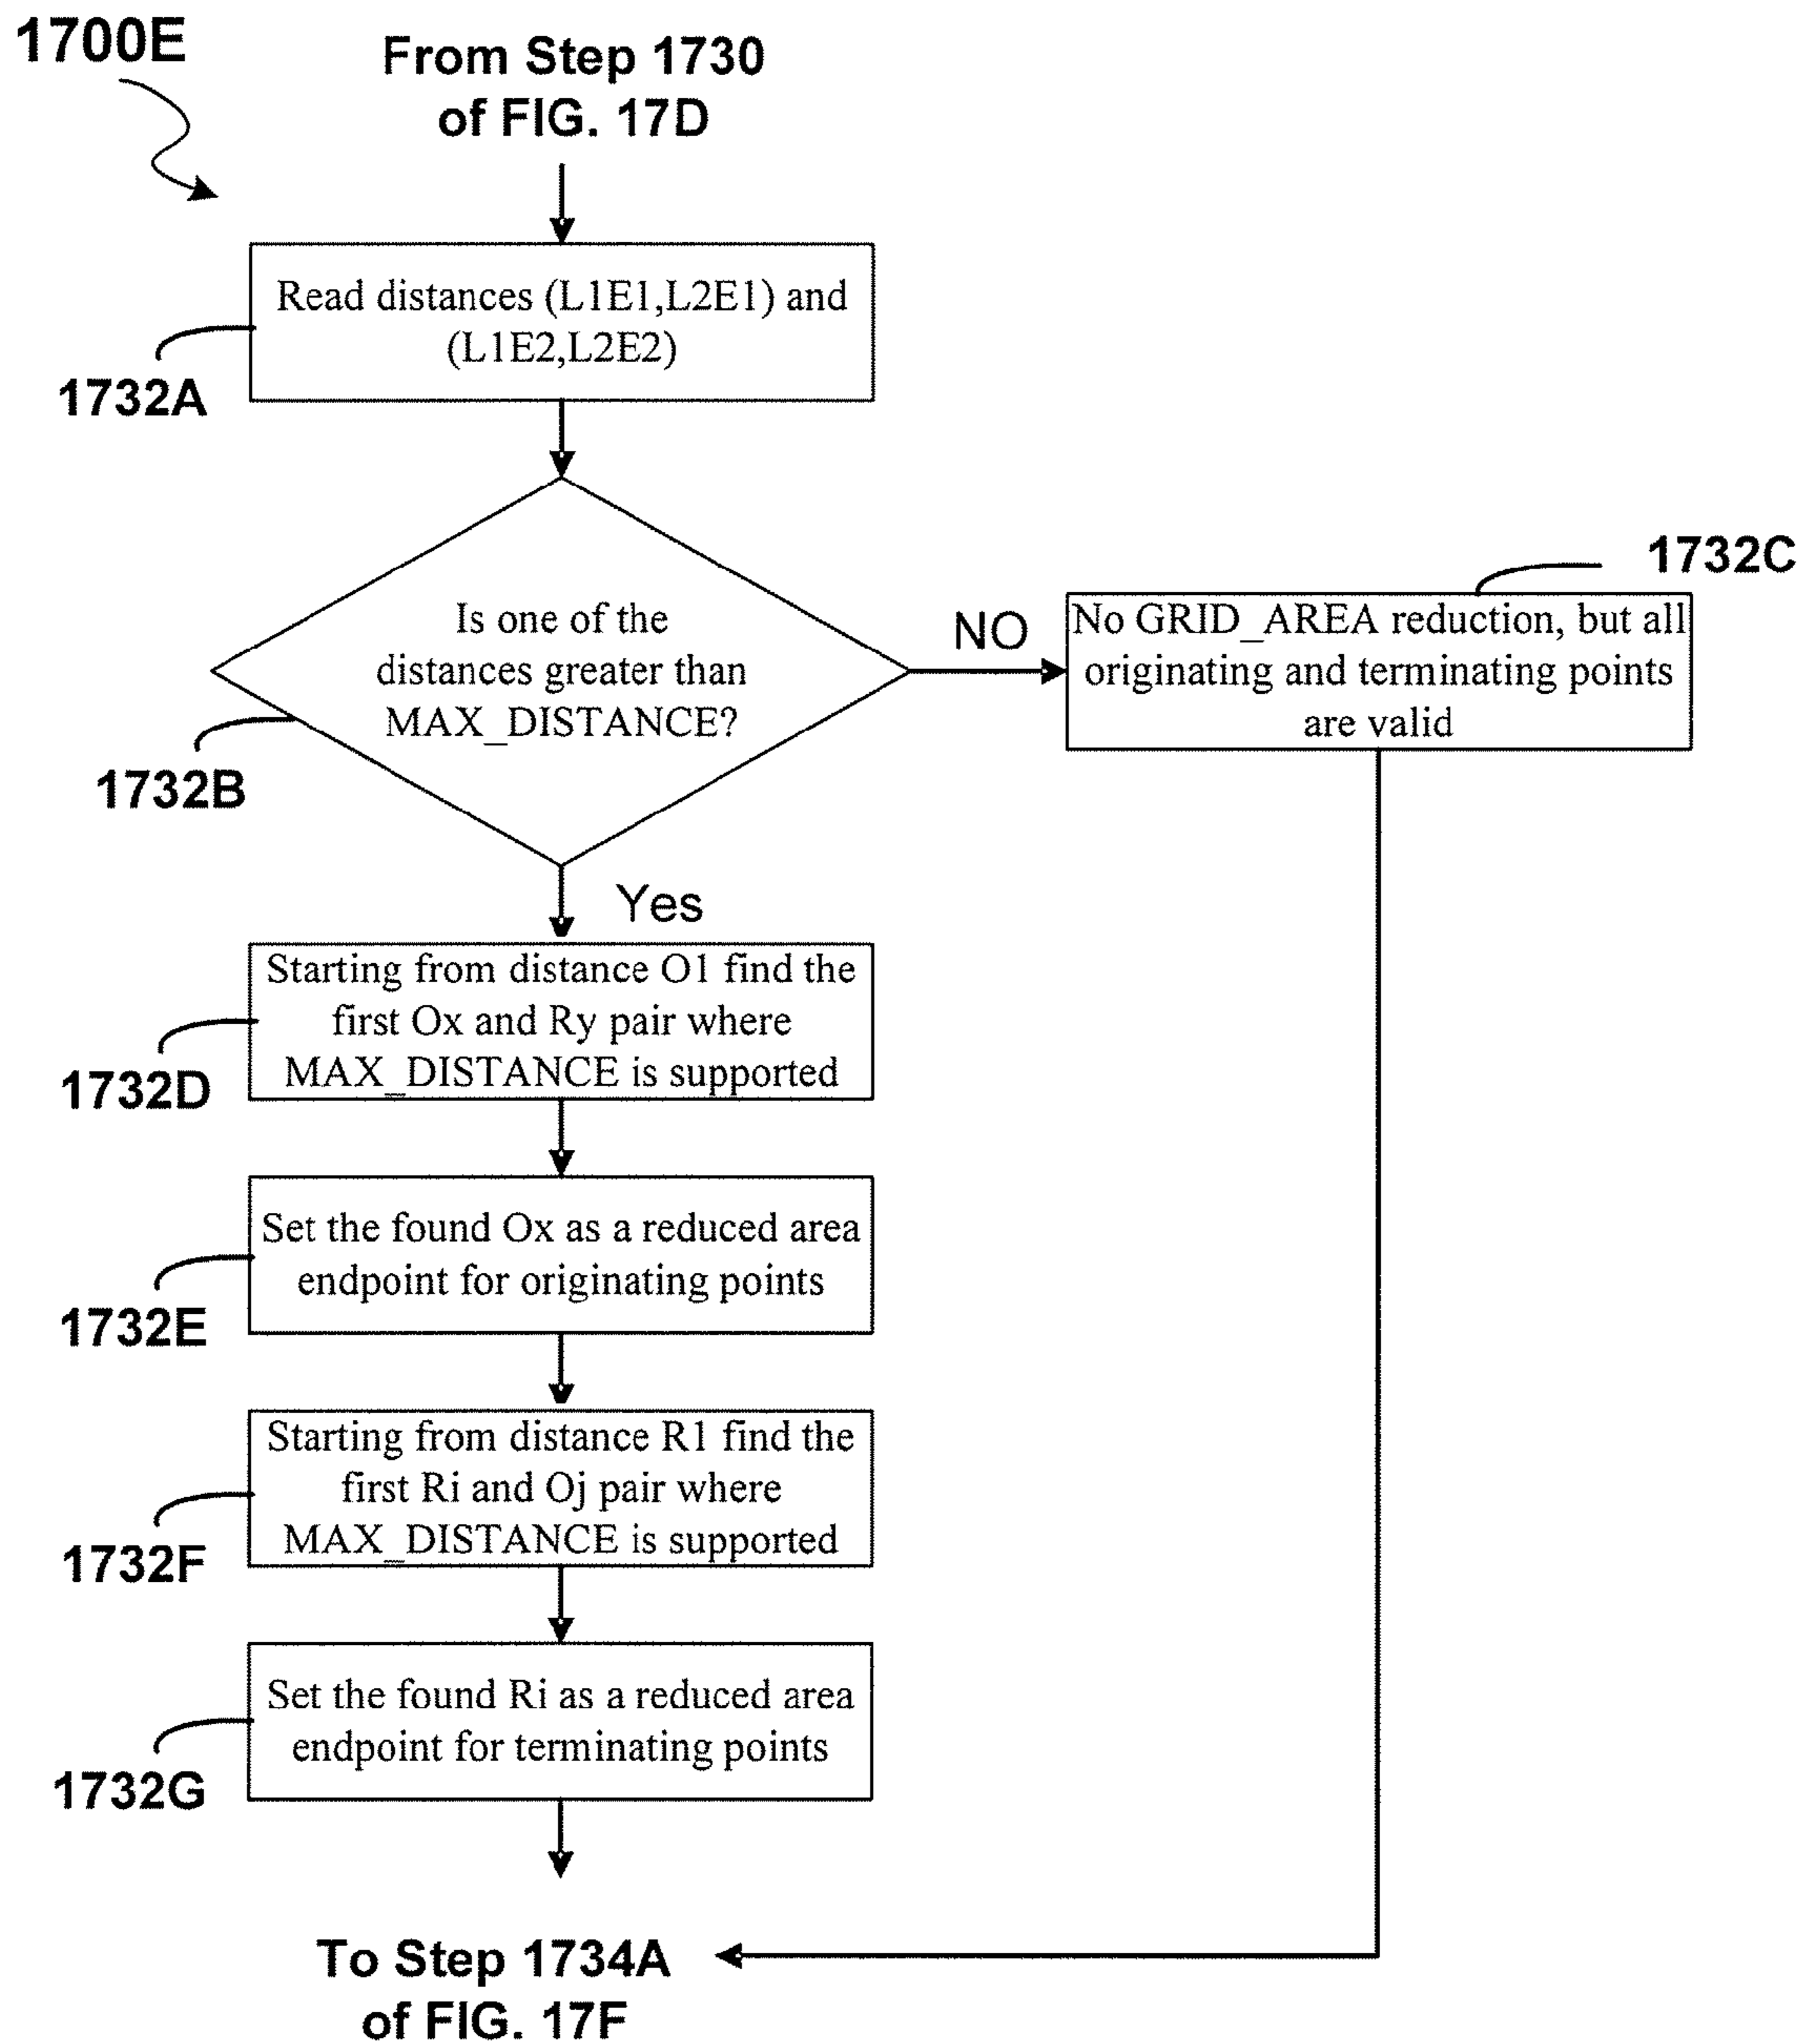 1700E
From Step 1730
of FIG. 17D
Read distances (L1E1,L2E1) and
(L1E2,L2E2)
1732A
Is one of the
distances greater than
MAX_DISTANCE?
1732B
NO
1732C
No GRID_AREA reduction, but all
originating and terminating points
are valid
Yes
Starting from distance O1 find the
first Ox and Ry pair where
MAX_DISTANCE is supported
1732D
Set the found Ox as a reduced area
endpoint for originating points
1732E
Starting from distance R1 find the
first Ri and Oj pair where
MAX_DISTANCE is supported
1732F
Set the found Ri as a reduced area
endpoint for terminating points
1732G
To Step 1734A
of FIG. 17F